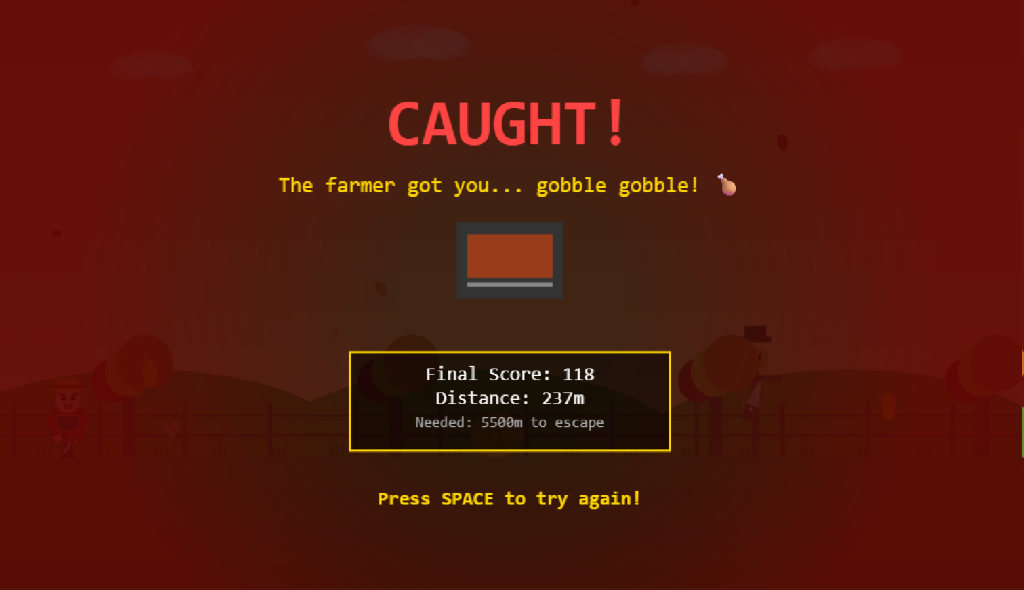 CAUGHT!
The farmer got you... gobble gobble! 🍗
Final Score: 118
Distance: 237m
Needed: 5500m to escape
Press SPACE to try again!